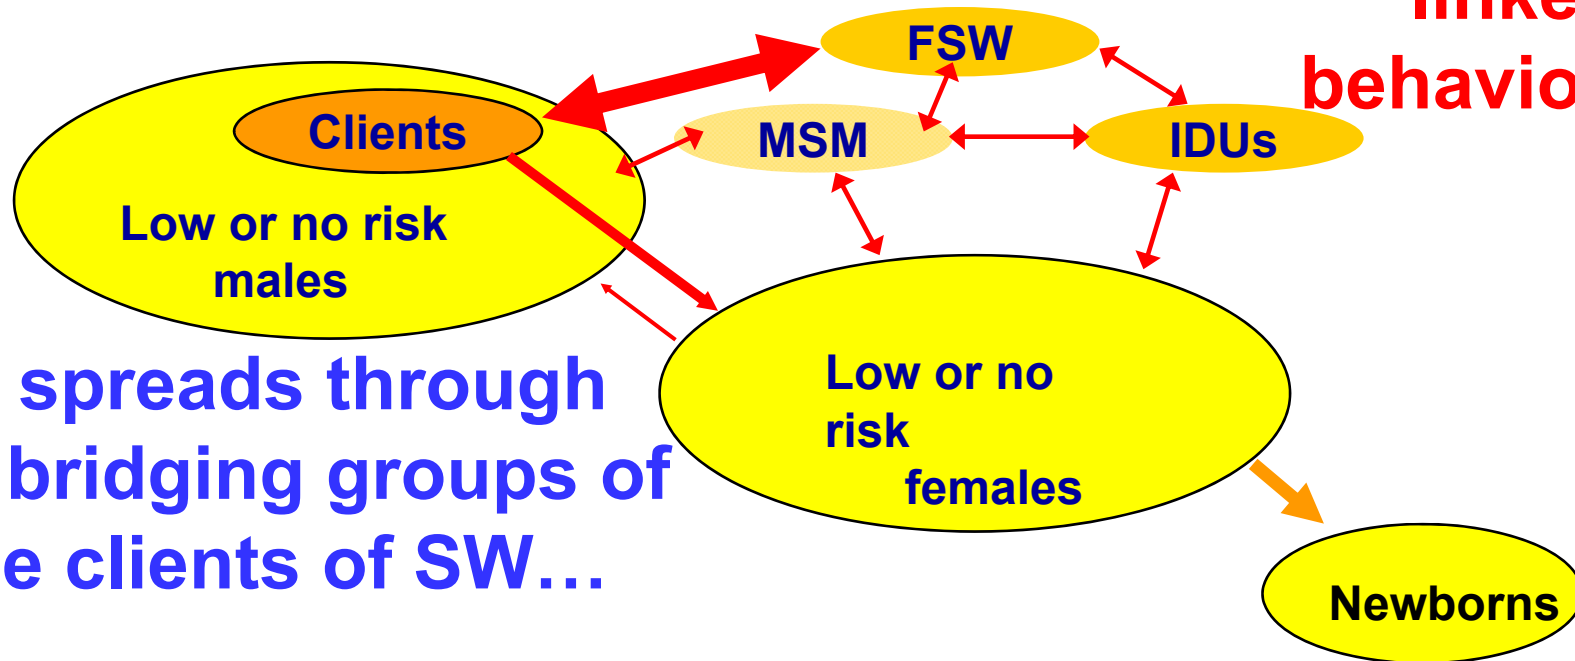 FSW
Clients
MSM
IDUs
Low or no risk
males
spreads through
bridging groups of
e clients of SW…
Low or no
risk
females
Newborns